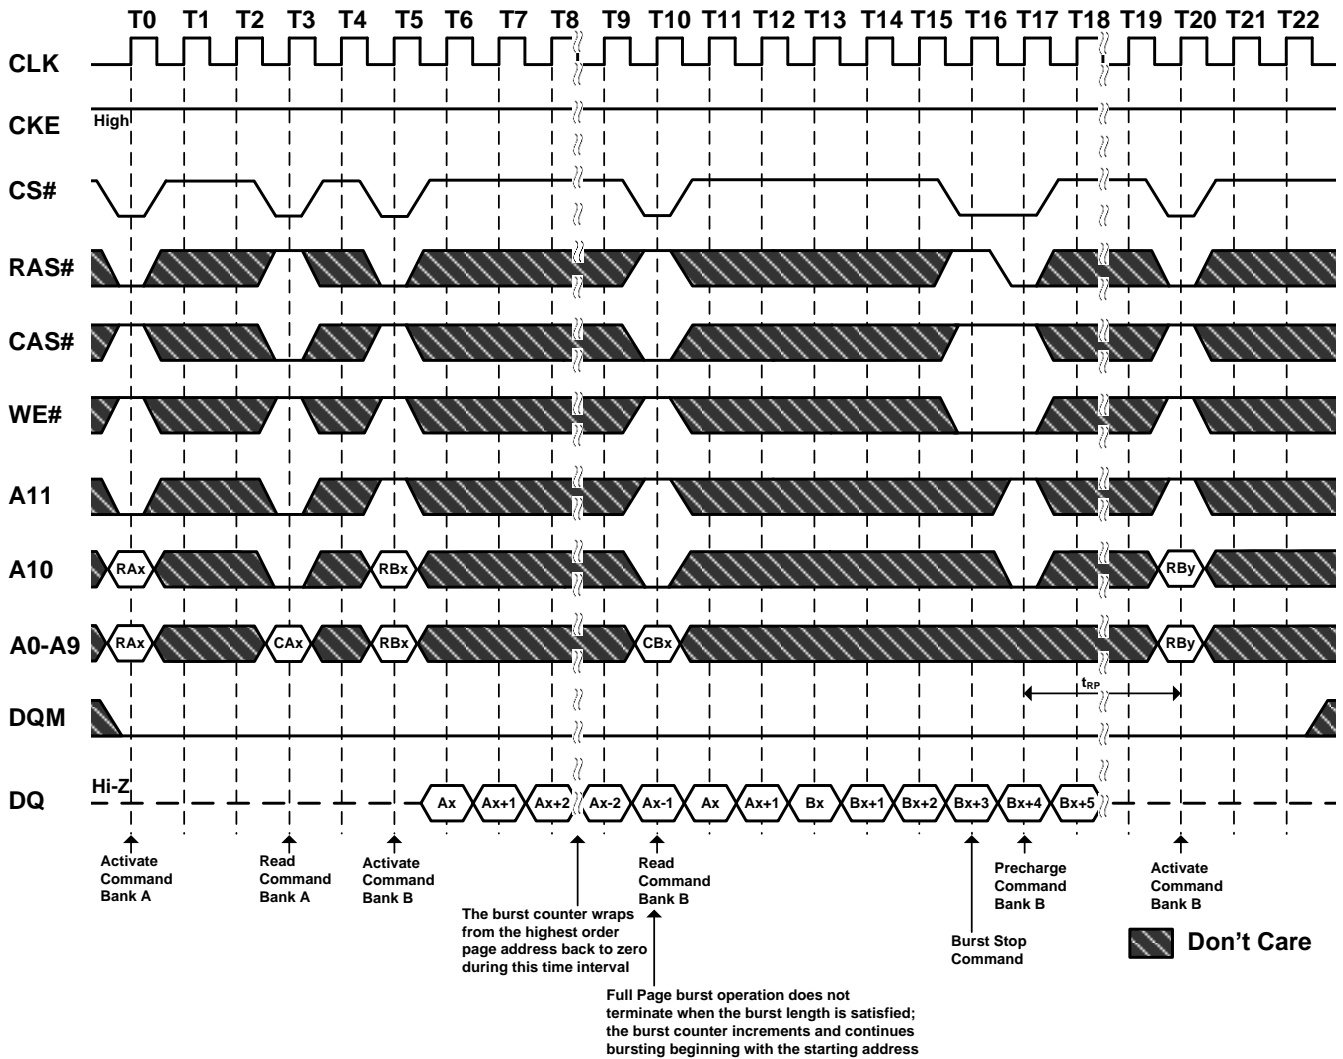 T0 T1 T2 T3 T4 T5 T6 T7 T8 T9 T10 T11 T12 T13 T14 T15 T16 T17 T18 T19 T20 T21 T22
CLK
CKE High
CS#
RAS#
CAS#
WE#
A11
A10 RAx RBx RBy
A0-A9 RAx CAx RBx CBx RBy
tRP
DQM
DQ Hi-Z Ax Ax+1 Ax+2 Ax-2 Ax-1 Ax Ax+1 Bx Bx+1 Bx+2 Bx+3 Bx+4 Bx+5
Activate
Command
Bank A
Read
Command
Bank A
Activate
Command
Bank B
The burst counter wraps
from the highest order
page address back to zero
during this time interval
Read
Command
Bank B
Full Page burst operation does not
terminate when the burst length is satisfied;
the burst counter increments and continues
bursting beginning with the starting address
Burst Stop
Command
Precharge
Command
Bank B
Activate
Command
Bank B
Don't Care